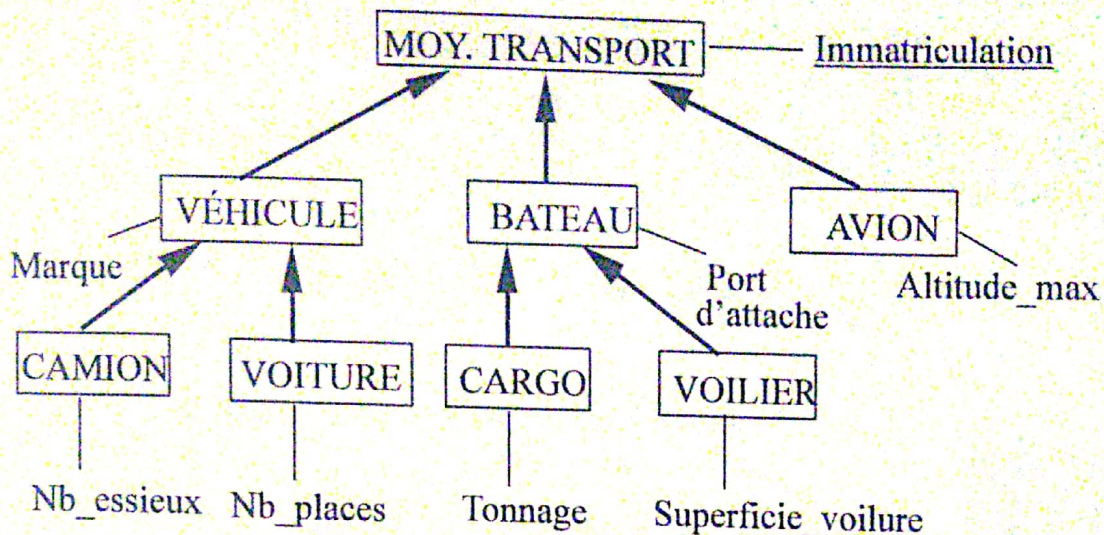 MOY. TRANSPORT
Immatriculation
VÉHICULE
BATEAU
AVION
Marque
Port
d'attache
Altitude_max
CAMION
VOITURE
CARGO
VOILIER
Nb_essieux
Nb_places
Tonnage
Superficie_voilure